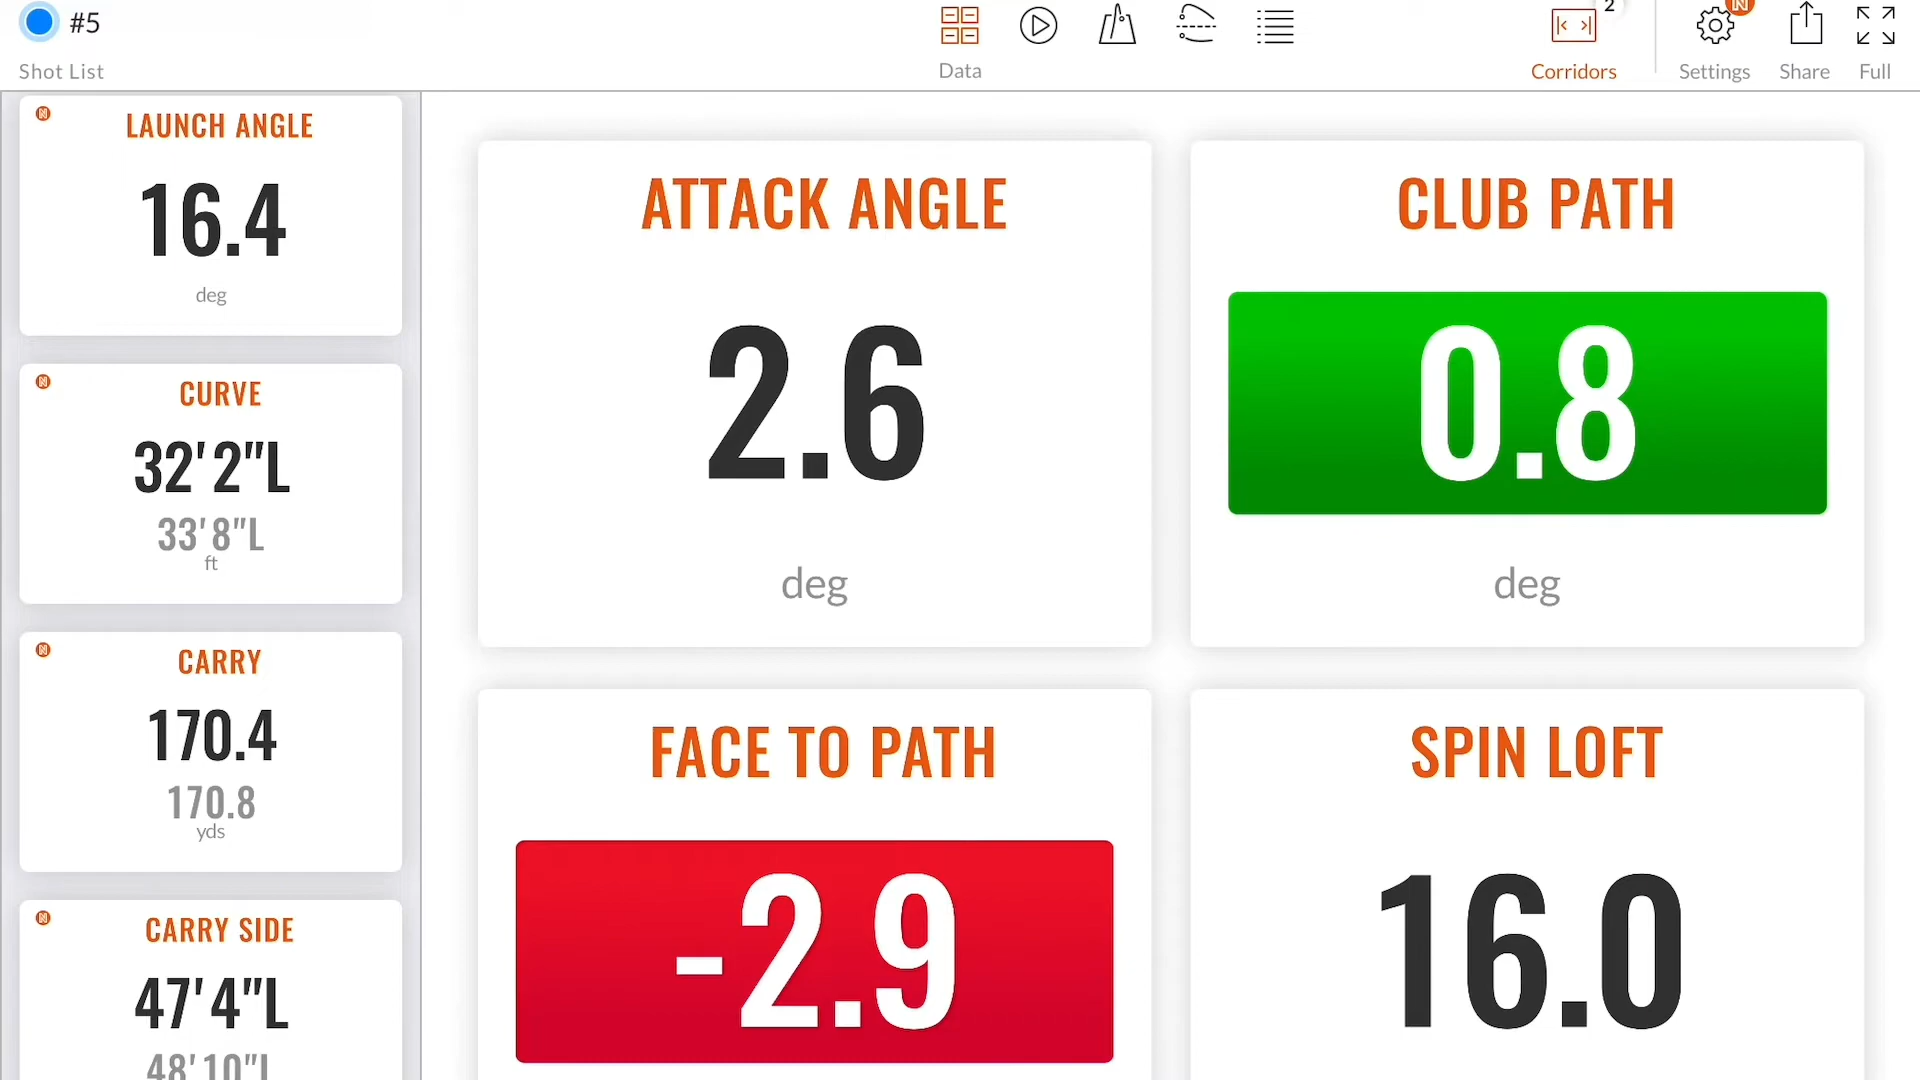 #5
Shot List
Data
2
Corridors
Settings
Share
Full
LAUNCH ANGLE
16.4
deg
CURVE
32'2"L
33'8"L
ft
CARRY
170.4
170.8
yds
CARRY SIDE
47'4"L
48'10"L
ATTACK ANGLE
2.6
deg
CLUB PATH
0.8
deg
FACE TO PATH
-2.9
SPIN LOFT
16.0